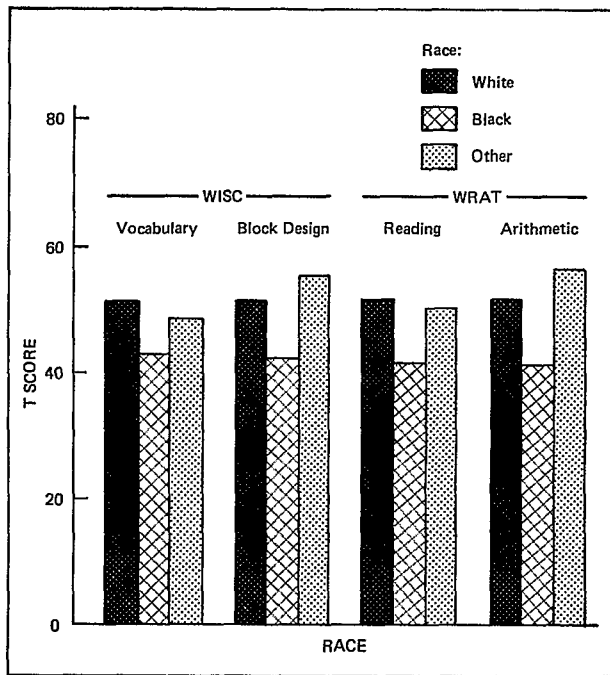 Race:
White
Black
Other
80
60
40
20
0
T SCORE
WISC
WRAT
Vocabulary
Block Design
Reading
Arithmetic
RACE